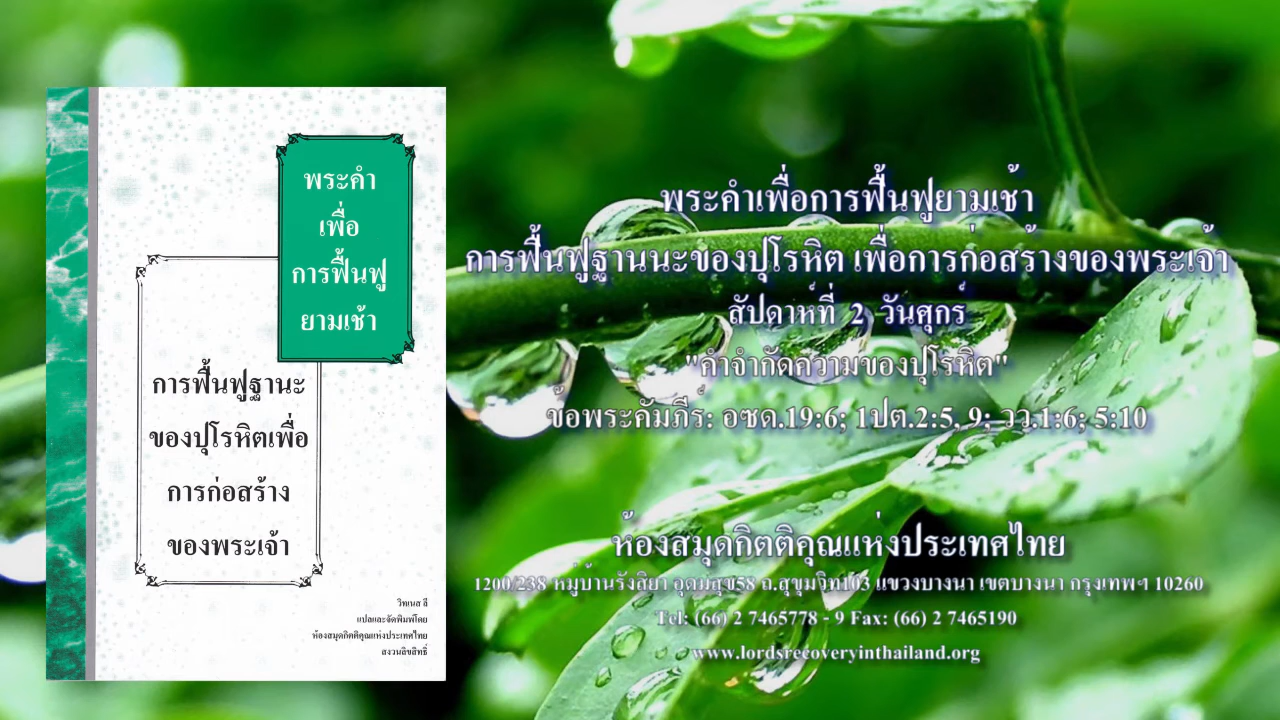 พระคำ
เพื่อ
การฟื้นฟู
ยามเช้า
การฟื้นฟูฐานะ
ของปุโรหิตเพื่อ
การก่อสร้าง
ของพระเจ้า
วิทเนส ลี
แปลและจัดพิมพ์โดย
ห้องสมุดกิตติคุณแห่งประเทศไทย
สงวนลิขสิทธิ์
พระคำเพื่อการฟื้นฟูยามเช้า
การฟื้นฟูฐานนะของปุโรหิต เพื่อการก่อสร้างของพระเจ้า
สัปดาห์ที่ 2 วันศุกร์
"คำจำกัดความของปุโรหิต"
ข้อพระคัมภีร์: อซด.19:6; 1ปต.2:5, 9; วว.1:6; 5:10
ห้องสมุดกิตติคุณแห่งประเทศไทย
1200/238 หมู่บ้านรังสิยา อุดมสุข58 ถ.สุขุมวิท103 แขวงบางนา เขตบางนา กรุงเทพฯ 10260
Tel: (66) 2 7465778 - 9 Fax: (66) 2 7465190
www.lordsrecoveryinthailand.org